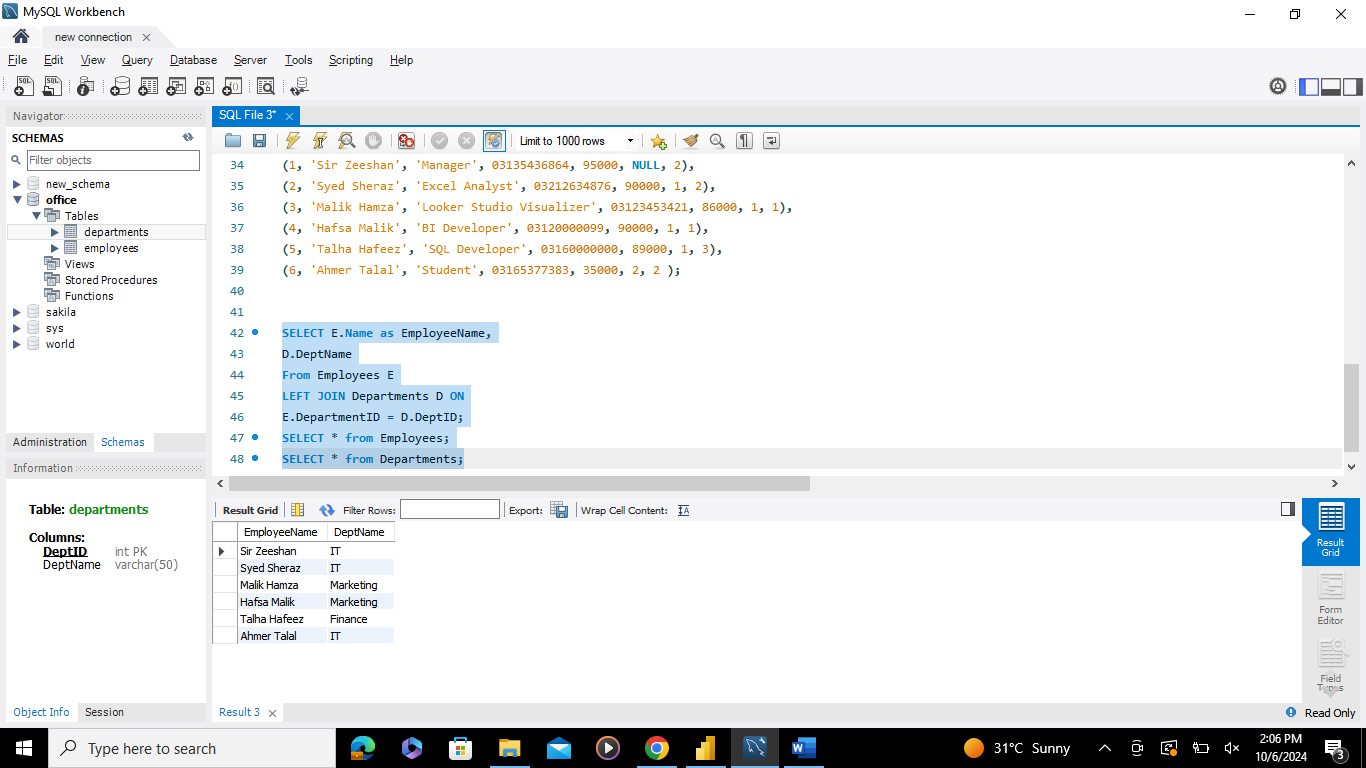 MySQL Workbench
new connection
File Edit View Query Database Server Tools Scripting Help
Navigator
SCHEMAS
Filter objects
new_schema
office
Tables
departments
employees
Views
Stored Procedures
Functions
sakila
sys
world
Administration Schemas
Information
Table: departments
Columns:
DeptID int PK
DeptName varchar(50)
Object Info Session
SQL File 3*
Limit to 1000 rows
34 (1, 'Sir Zeeshan', 'Manager', 03135436864, 95000, NULL, 2),
35 (2, 'Syed Sheraz', 'Excel Analyst', 03212634876, 90000, 1, 2),
36 (3, 'Malik Hamza', 'Looker Studio Visualizer', 03123453421, 86000, 1, 1),
37 (4, 'Hafsa Malik', 'BI Developer', 03120000099, 90000, 1, 1),
38 (5, 'Talha Hafeez', 'SQL Developer', 03160000000, 89000, 1, 3),
39 (6, 'Ahmer Talal', 'Student', 03165377383, 35000, 2, 2 );
40
41
42 SELECT E.Name as EmployeeName,
43 D.DeptName
44 From Employees E
45 LEFT JOIN Departments D ON
46 E.DepartmentID = D.DeptID;
47 SELECT * from Employees;
48 SELECT * from Departments;
Result Grid Filter Rows: Export: Wrap Cell Content:
EmployeeName DeptName
Sir Zeeshan IT
Syed Sheraz IT
Malik Hamza Marketing
Hafsa Malik Marketing
Talha Hafeez Finance
Ahmer Talal IT
Result
Grid
Form
Editor
Field
Types
Result 3
Read Only
Type here to search
31°C Sunny
2:06 PM
10/6/2024
3